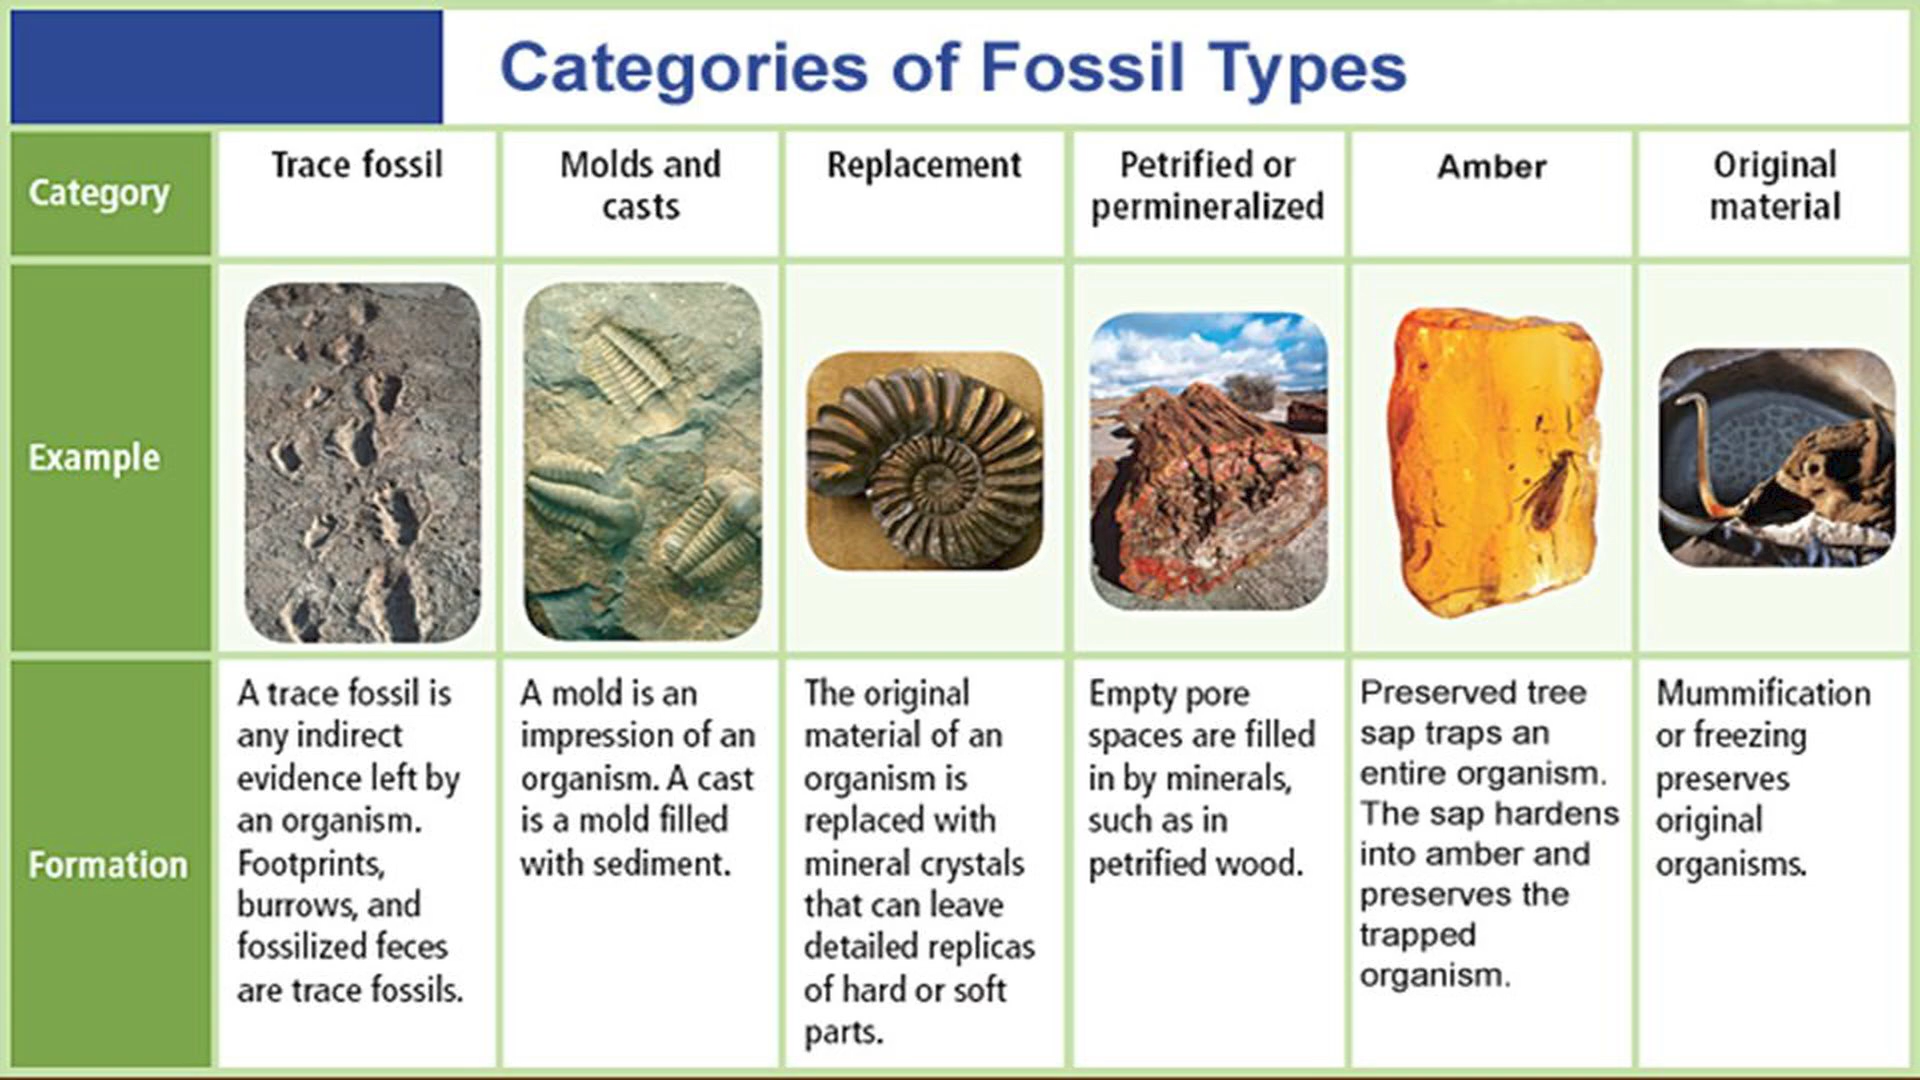 Categories of Fossil Types
Category
Trace fossil
Molds and
casts
Replacement
Petrified or
permineralized
Amber
Original
material
Example
Formation
A trace fossil is
any indirect
evidence left by
an organism.
Footprints,
burrows, and
fossilized feces
are trace fossils.
A mold is an
impression of an
organism. A cast
is a mold filled
with sediment.
The original
material of an
organism is
replaced with
mineral crystals
that can leave
detailed replicas
of hard or soft
parts.
Empty pore
spaces are filled
in by minerals,
such as in
petrified wood.
Preserved tree
sap traps an
entire organism.
The sap hardens
into amber and
preserves the
trapped
organism.
Mummification
or freezing
preserves
original
organisms.